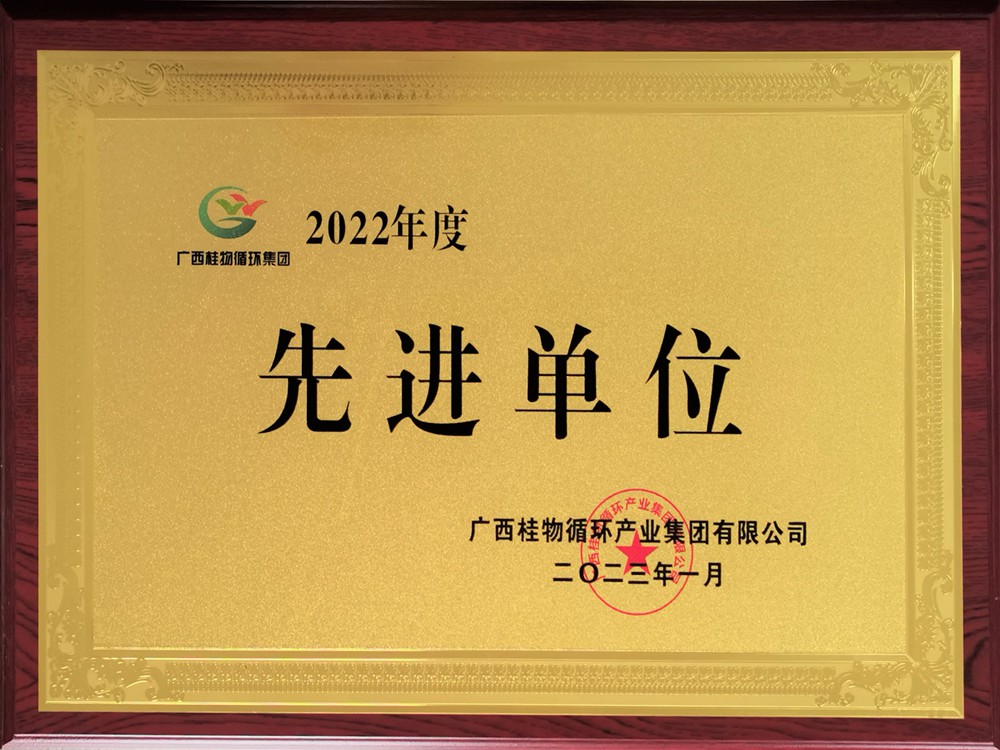 广西桂物循环集团
2022年度
先进单位
广西桂物循环产业集团有限公司
二〇二三年一月